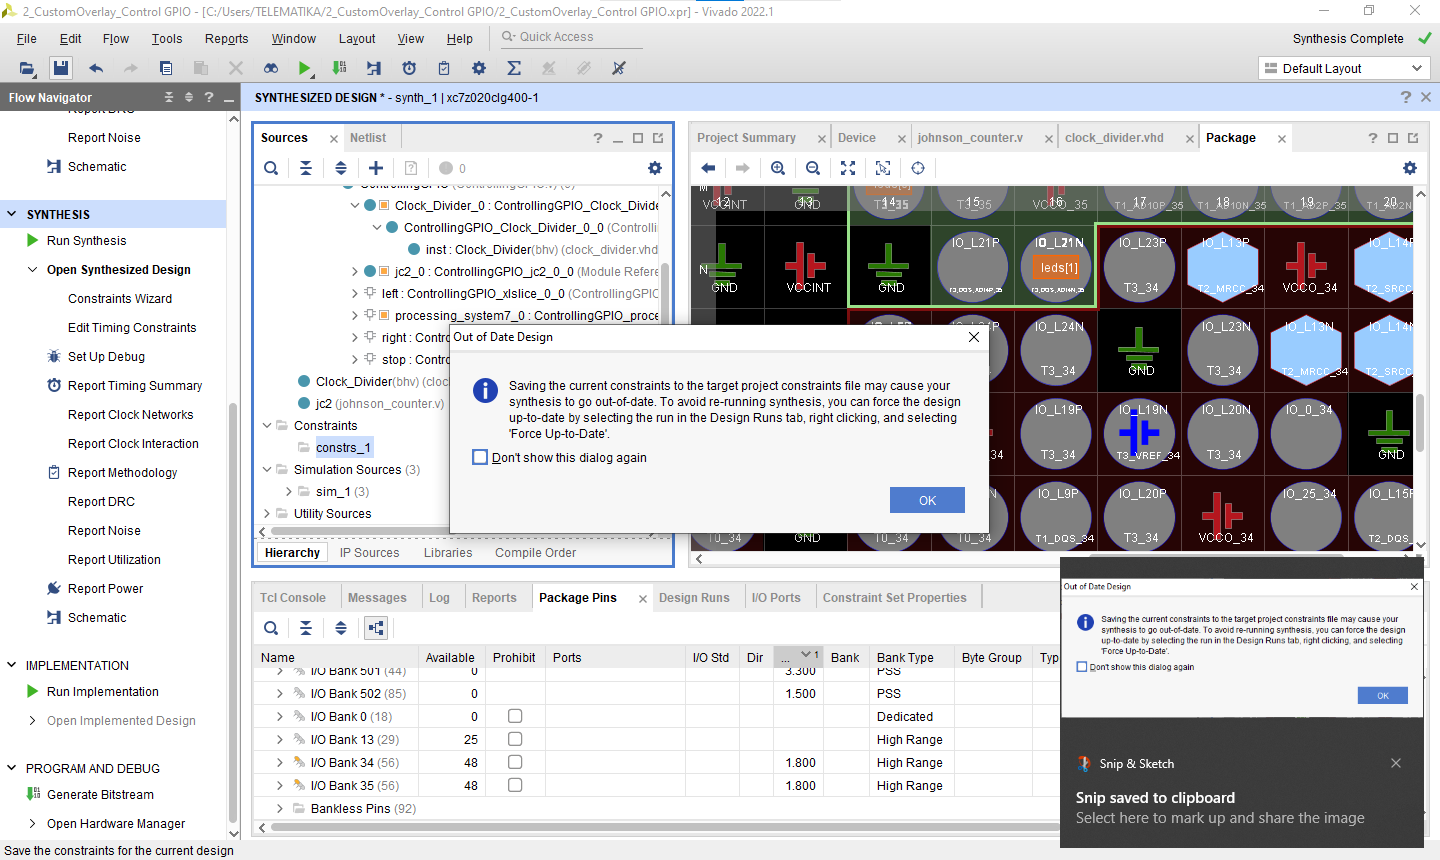 2_CustomOverlay_Control GPIO - [C:/Users/TELEMATIKA/2_CustomOverlay_Control GPIO/2_CustomOverlay_Control GPIO.xpr] - Vivado 2022.1
File Edit Flow Tools Reports Window Layout View Help Quick Access
Synthesis Complete
Default Layout
Flow Navigator
SYNTHESIZED DESIGN * - synth_1 | xc7z020clg400-1
Report Noise
Schematic
SYNTHESIS
Run Synthesis
Open Synthesized Design
Constraints Wizard
Edit Timing Constraints
Set Up Debug
Report Timing Summary
Report Clock Networks
Report Clock Interaction
Report Methodology
Report DRC
Report Noise
Report Utilization
Report Power
Schematic
IMPLEMENTATION
Run Implementation
Open Implemented Design
PROGRAM AND DEBUG
Generate Bitstream
Open Hardware Manager
Sources Netlist
0
Clock_Divider_0 : ControllingGPIO_Clock_Divide
ControllingGPIO_Clock_Divider_0_0 (Controlling
inst : Clock_Divider(bhv) (clock_divider.vhd
jc2_0 : ControllingGPIO_jc2_0_0 (Module Refere
left : ControllingGPIO_xlslice_0_0 (ControllingGPIO
processing_system7_0 : ControllingGPIO_proce
right : Contro
stop : Contro
Clock_Divider(bhv) (cloc
jc2 (johnson_counter.v)
Constraints
constrs_1
Simulation Sources (3)
sim_1 (3)
Utility Sources
Hierarchy IP Sources Libraries Compile Order
Project Summary Device johnson_counter.v clock_divider.vhd Package
12 13 14 15 16 17 18 19 20
N
GND VCCINT GND
IO_L21P
leds[1]
IO_L23P
T3_34
IO_L13P
T2_MRCC_34
VCCO_34
IO_L14P
T2_SRCC
IO_L24N
T3_34
GND
IO_L23N
T3_34
IO_L13N
T2_MRCC_34
IO_L14N
T2_SRCC
IO_L19P
T3_34
IO_L19N
T3_VREF_34
IO_L20N
T3_34
IO_0_34
GND
T0_34 GND T0_34 T0_34
IO_L9P
T1_DQS_34
IO_L20P
T3_34
VCCO_34
IO_25_34
IO_L15P
T2_DQS
Out of Date Design
Saving the current constraints to the target project constraints file may cause your
synthesis to go out-of-date. To avoid re-running synthesis, you can force the design
up-to-date by selecting the run in the Design Runs tab, right clicking, and selecting
'Force Up-to-Date'.
Don't show this dialog again
OK
Tcl Console Messages Log Reports Package Pins Design Runs I/O Ports Constraint Set Properties
Name Available Prohibit Ports I/O Std Dir ... 1 Bank Bank Type Byte Group Typ
I/O Bank 501 (44) 0 3.300 PSS
I/O Bank 502 (85) 0 1.500 PSS
I/O Bank 0 (18) 0 Dedicated
I/O Bank 13 (29) 25 High Range
I/O Bank 34 (56) 48 1.800 High Range
I/O Bank 35 (56) 48 1.800 High Range
Bankless Pins (92)
Out of Date Design
Saving the current constraints to the target project constraints file may cause your
synthesis to go out-of-date. To avoid re-running synthesis, you can force the design
up-to-date by selecting the run in the Design Runs tab, right clicking, and selecting
'Force Up-to-Date'.
Don't show this dialog again
OK
Snip & Sketch
Snip saved to clipboard
Select here to mark up and share the image
Save the constraints for the current design